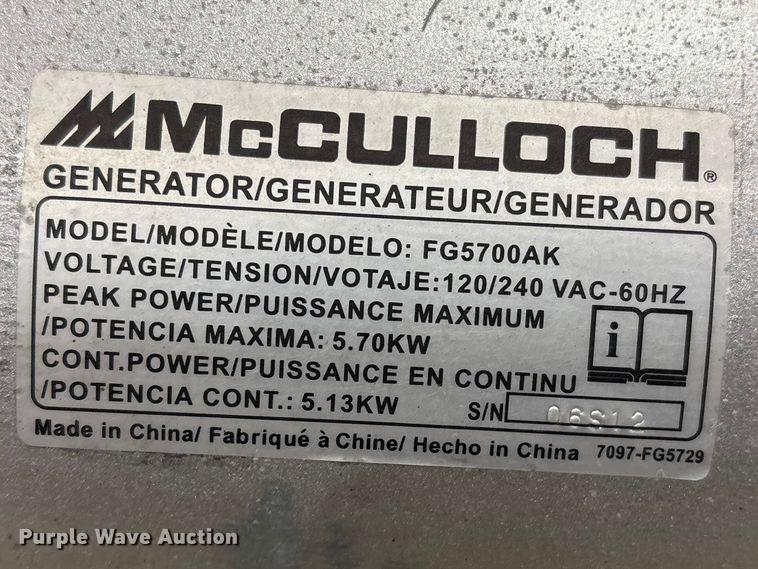 McCULLOCH®
GENERATOR/GENERATEUR/GENERADOR
MODEL/MODÈLE/MODELO: FG5700AK
VOLTAGE/TENSION/VOTAJE:120/240 VAC-60HZ
PEAK POWER/PUISSANCE MAXIMUM
/POTENCIA MAXIMA: 5.70KW
CONT.POWER/PUISSANCE EN CONTINU
/POTENCIA CONT.: 5.13KW
i
S/N 06S12
Made in China/ Fabriqué à Chine/ Hecho in China 7097-FG5729
Purple Wave Auction